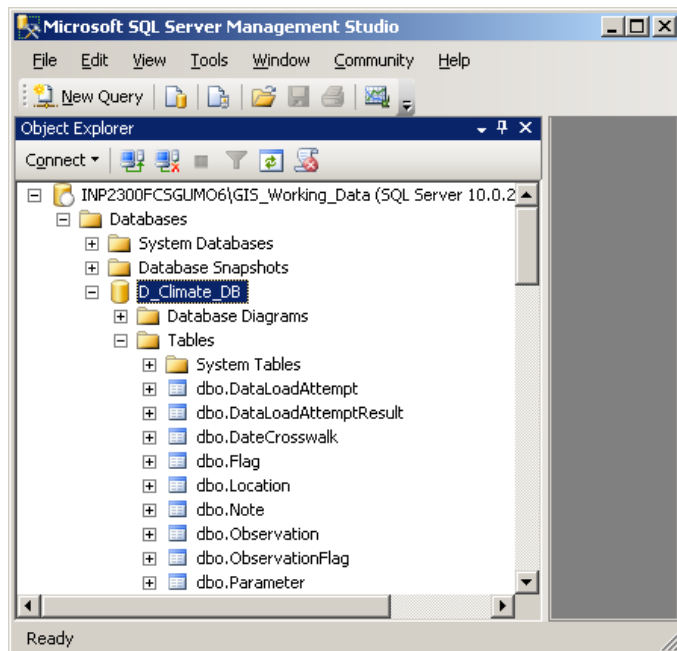 Microsoft SQL Server Management Studio
File Edit View Tools Window Community Help
New Query
Object Explorer
Connect
INP2300FCSGUMO6\GIS_Working_Data (SQL Server 10.0.2
Databases
System Databases
Database Snapshots
D_Climate_DB
Database Diagrams
Tables
System Tables
dbo.DataLoadAttempt
dbo.DataLoadAttemptResult
dbo.DateCrosswalk
dbo.Flag
dbo.Location
dbo.Note
dbo.Observation
dbo.ObservationFlag
dbo.Parameter
Ready